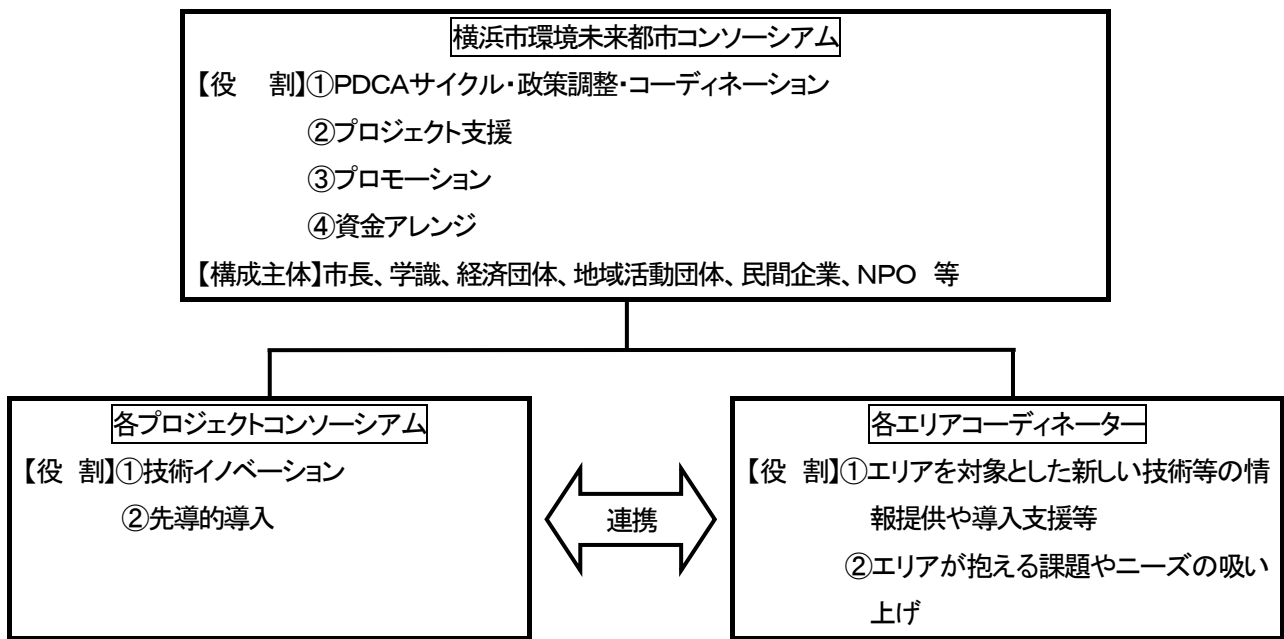 横浜市環境未来都市コンソーシアム
【役　割】①PDCAサイクル・政策調整・コーディネーション
②プロジェクト支援
③プロモーション
④資金アレンジ
【構成主体】市長、学識、経済団体、地域活動団体、民間企業、NPO　等
各プロジェクトコンソーシアム
【役　割】①技術イノベーション
②先導的導入
連携
各エリアコーディネーター
【役　割】①エリアを対象とした新しい技術等の情
報提供や導入支援等
②エリアが抱える課題やニーズの吸い
上げ